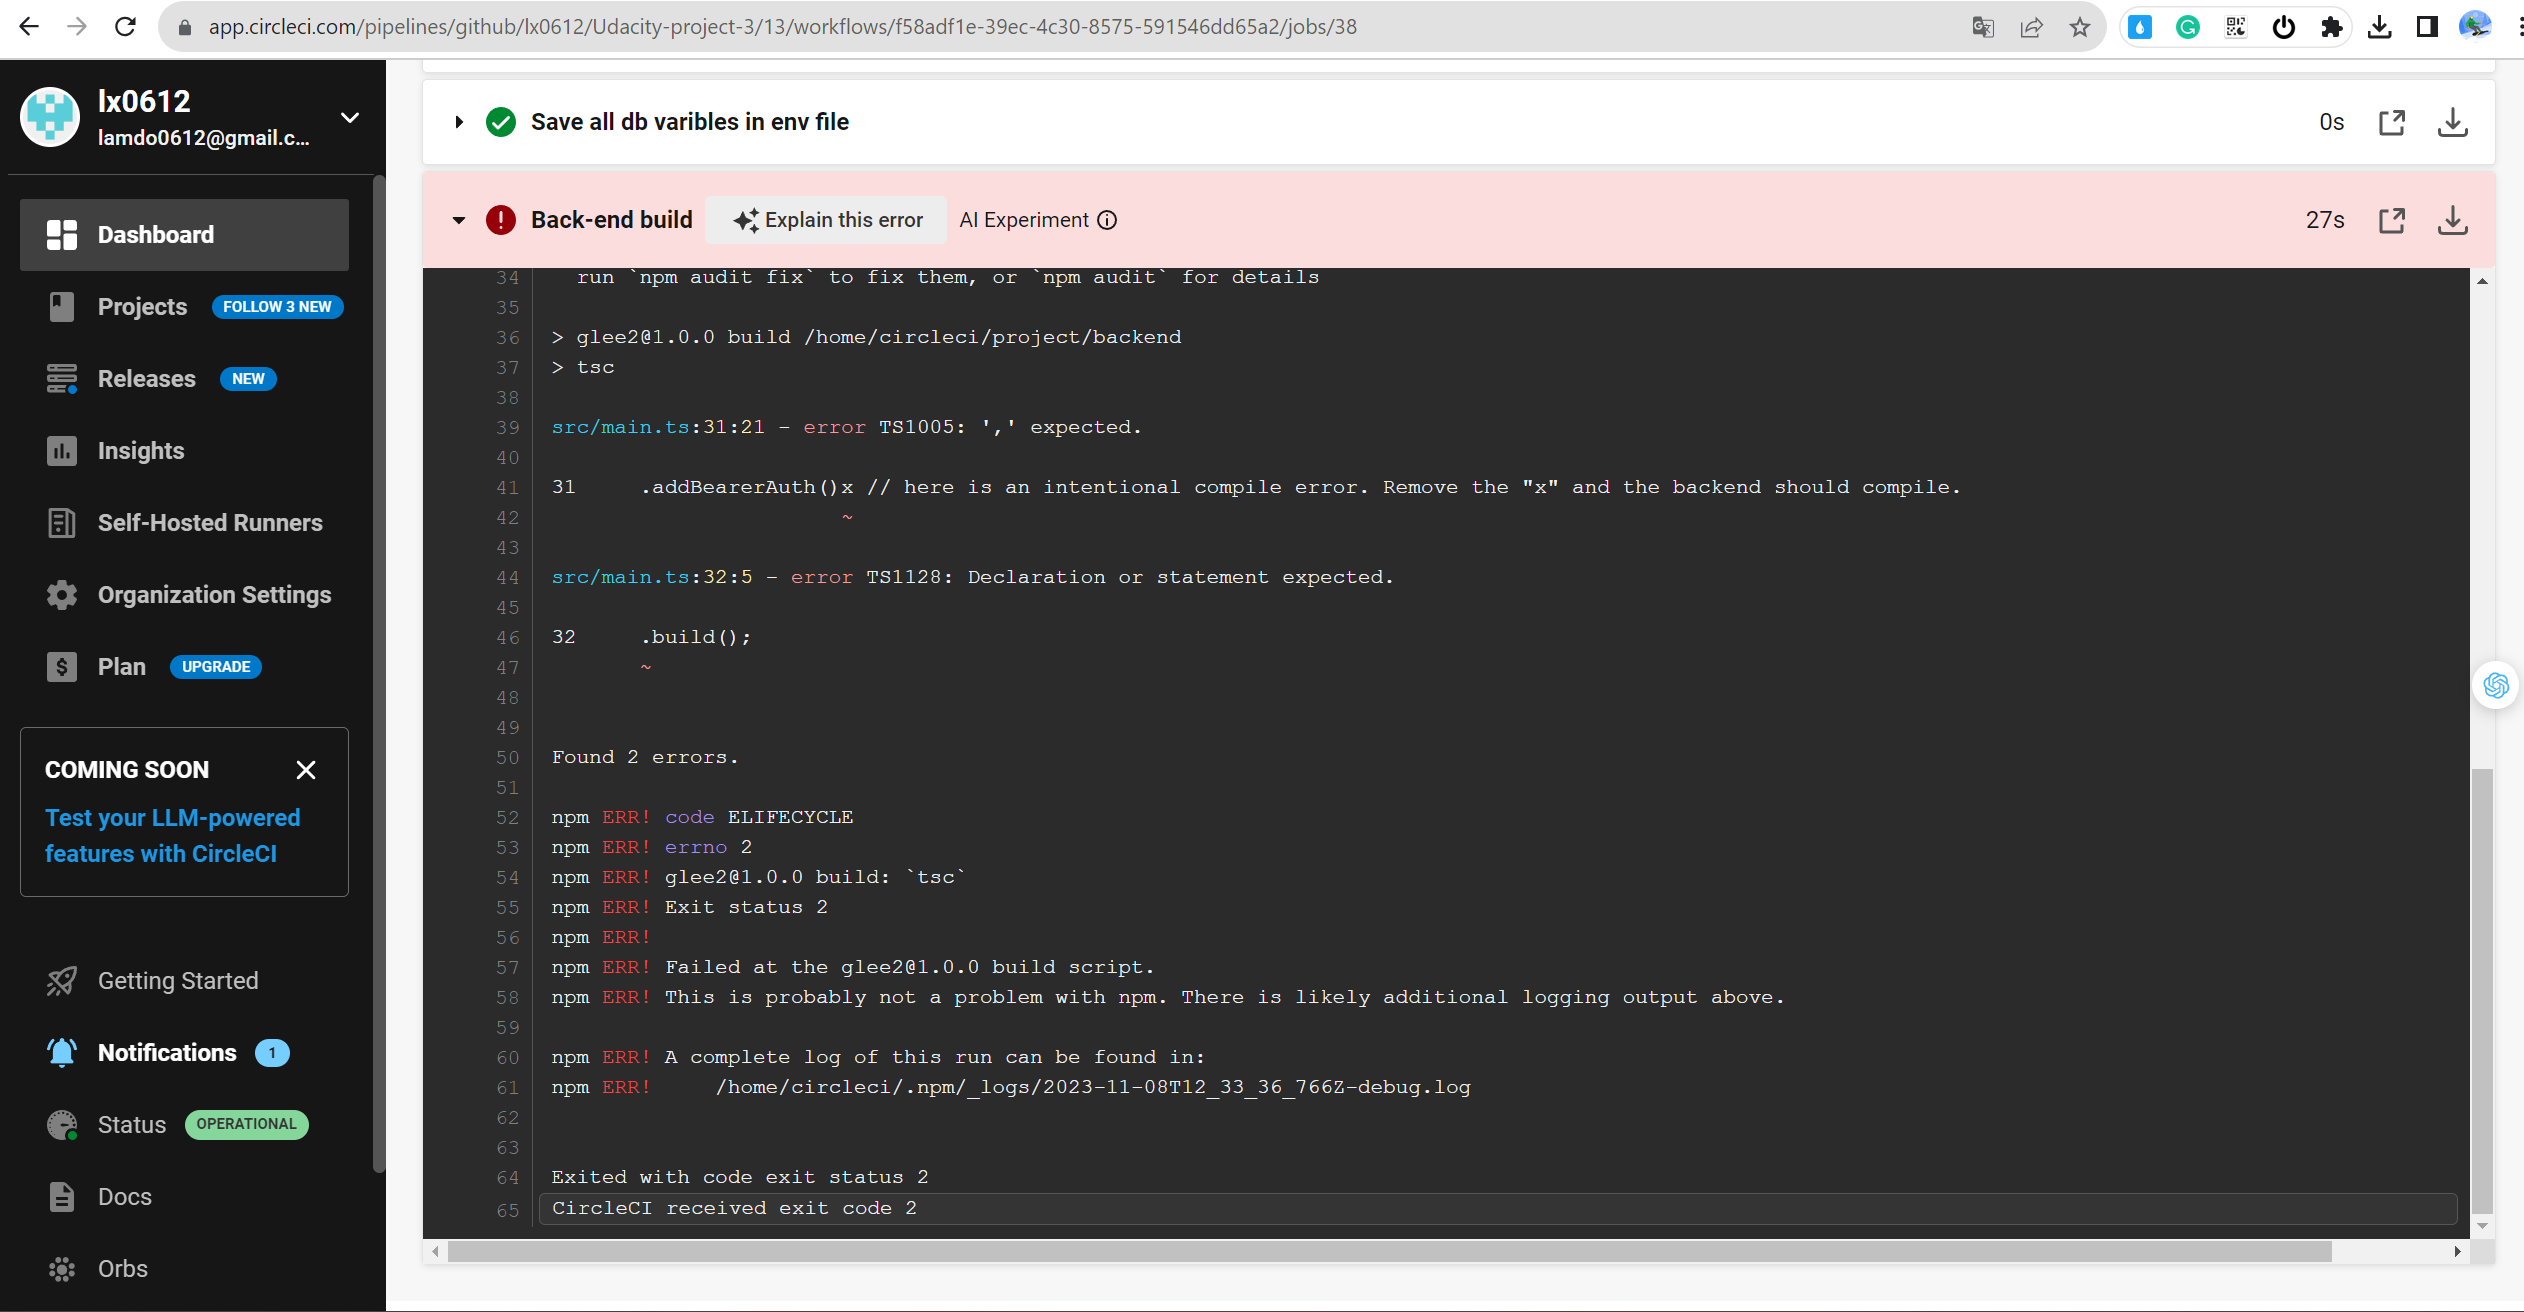 app.circleci.com/pipelines/github/lx0612/Udacity-project-3/13/workflows/f58adf1e-39ec-4c30-8575-591546dd65a2/jobs/38
lx0612
lamdo0612@gmail.c...
Dashboard
Projects FOLLOW 3 NEW
Releases NEW
Insights
Self-Hosted Runners
Organization Settings
Plan UPGRADE
COMING SOON
Test your LLM-powered
features with CircleCI
Getting Started
Notifications 1
Status OPERATIONAL
Docs
Orbs
Save all db varibles in env file 0s
Back-end build Explain this error AI Experiment 27s
34 run `npm audit fix` to fix them, or `npm audit` for details
35
36 > glee2@1.0.0 build /home/circleci/project/backend
37 > tsc
38
39 src/main.ts:31:21 - error TS1005: ',' expected.
40
41 31 .addBearerAuth()x // here is an intentional compile error. Remove the "x" and the backend should compile.
42 ~
43
44 src/main.ts:32:5 - error TS1128: Declaration or statement expected.
45
46 32 .build();
47 ~
48
49
50 Found 2 errors.
51
52 npm ERR! code ELIFECYCLE
53 npm ERR! errno 2
54 npm ERR! glee2@1.0.0 build: `tsc`
55 npm ERR! Exit status 2
56 npm ERR!
57 npm ERR! Failed at the glee2@1.0.0 build script.
58 npm ERR! This is probably not a problem with npm. There is likely additional logging output above.
59
60 npm ERR! A complete log of this run can be found in:
61 npm ERR! /home/circleci/.npm/_logs/2023-11-08T12_33_36_766Z-debug.log
62
63
64 Exited with code exit status 2
65 CircleCI received exit code 2